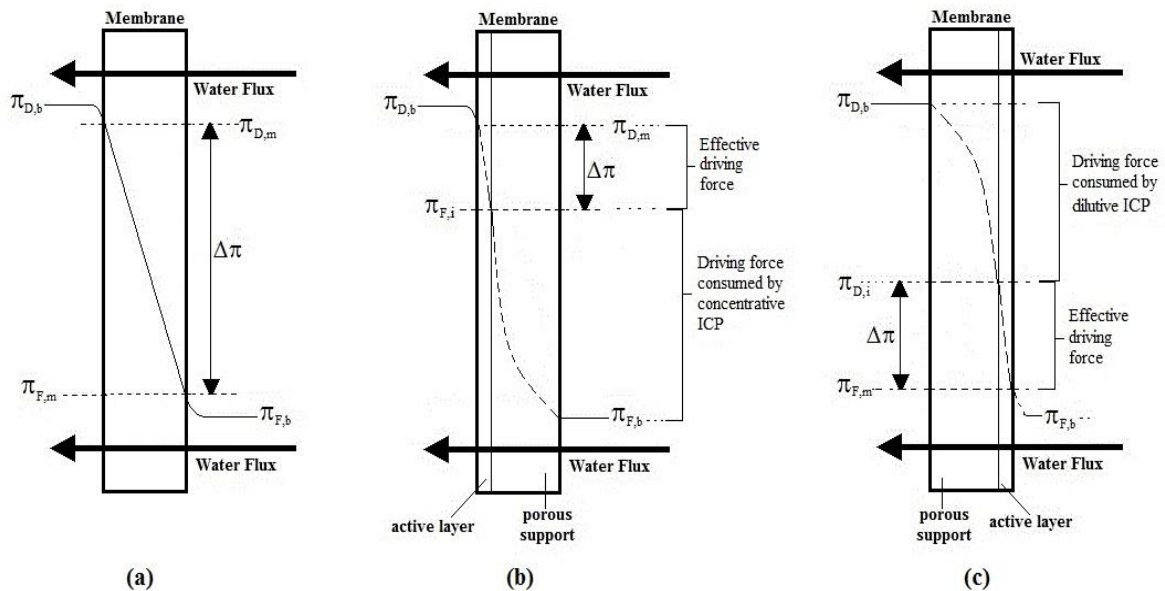 Membrane
Water Flux
π_D,b
π_D,m
Δπ
π_F,m
π_F,b
Water Flux
(a)
Membrane
Water Flux
π_D,b
π_D,m
Δπ
Effective
driving
force
π_F,i
Driving force
consumed by
concentrative
ICP
π_F,b
Water Flux
active layer
porous
support
(b)
Membrane
Water Flux
π_D,b
Driving force
consumed by
dilutive ICP
π_D,i
Δπ
Effective
driving
force
π_F,m
π_F,b
Water Flux
porous
support
active layer
(c)